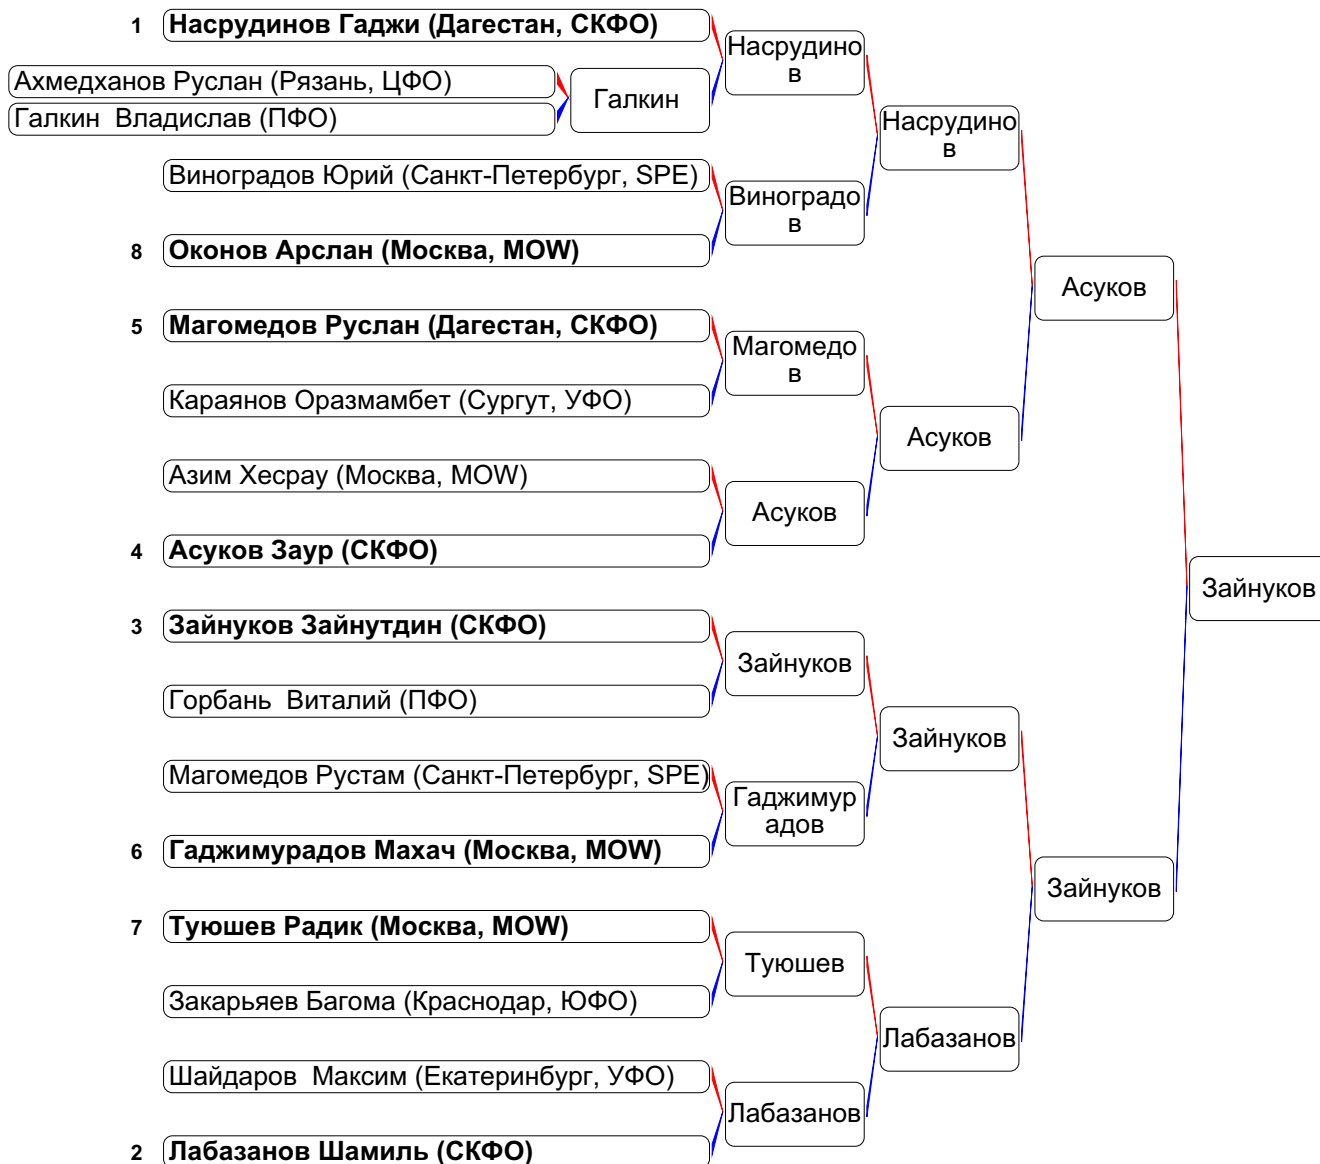 1 Насрудинов Гаджи (Дагестан, СКФО)
Насрудино
в
Ахмедханов Руслан (Рязань, ЦФО)
Галкин
Галкин  Владислав (ПФО)
Насрудино
в
Виноградов Юрий (Санкт-Петербург, SPE)
Виноградо
в
8 Оконов Арслан (Москва, MOW)
Асуков
5 Магомедов Руслан (Дагестан, СКФО)
Магомедо
в
Караянов Оразмамбет (Сургут, УФО)
Асуков
Азим Хесрау (Москва, MOW)
Асуков
4 Асуков Заур (СКФО)
Зайнуков
3 Зайнуков Зайнутдин (СКФО)
Зайнуков
Горбань  Виталий (ПФО)
Зайнуков
Магомедов Рустам (Санкт-Петербург, SPE)
Гаджимур
адов
6 Гаджимурадов Махач (Москва, MOW)
Зайнуков
7 Туюшев Радик (Москва, MOW)
Туюшев
Закарьяев Багома (Краснодар, ЮФО)
Лабазанов
Шайдаров  Максим (Екатеринбург, УФО)
Лабазанов
2 Лабазанов Шамиль (СКФО)